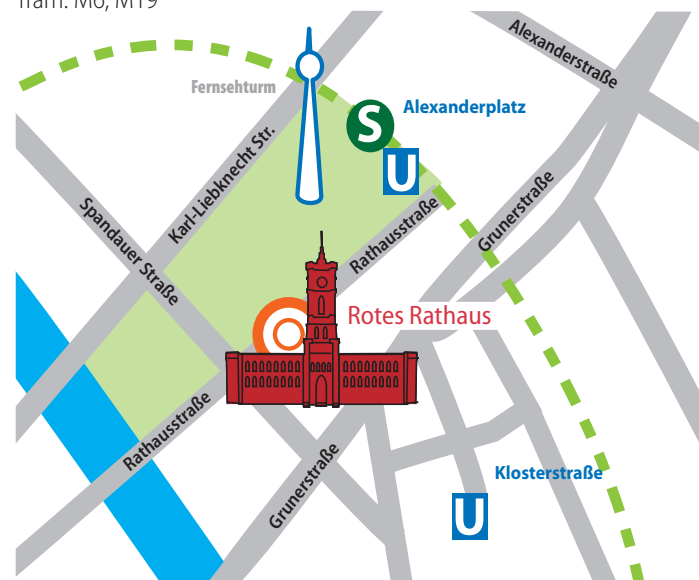 Tram: M6, M19
Alexanderstraße
Fernsehturm
Alexanderplatz
S
U
Karl-Liebknecht Str.
Spandauer Straße
Rathausstraße
Grunerstraße
Rotes Rathaus
Rathausstraße
Grunerstraße
Klosterstraße
U